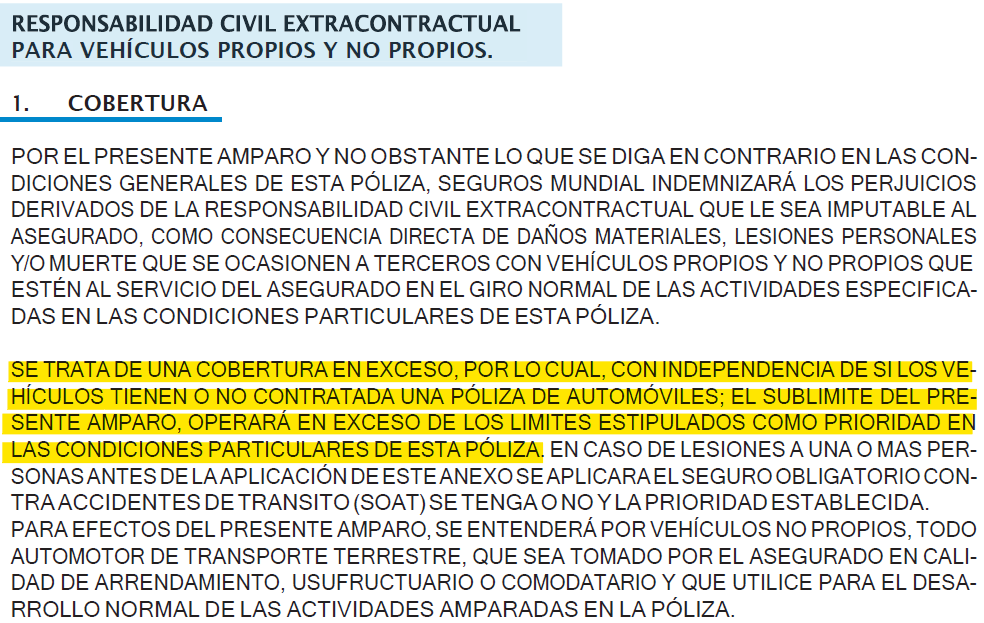 RESPONSABILIDAD CIVIL EXTRACONTRACTUAL
PARA VEHÍCULOS PROPIOS Y NO PROPIOS.
1. COBERTURA
POR EL PRESENTE AMPARO Y NO OBSTANTE LO QUE SE DIGA EN CONTRARIO EN LAS CON-
DICIONES GENERALES DE ESTA PÓLIZA, SEGUROS MUNDIAL INDEMNIZARÁ LOS PERJUICIOS
DERIVADOS DE LA RESPONSABILIDAD CIVIL EXTRACONTRACTUAL QUE LE SEA IMPUTABLE AL
ASEGURADO, COMO CONSECUENCIA DIRECTA DE DAÑOS MATERIALES, LESIONES PERSONALES
Y/O MUERTE QUE SE OCASIONEN A TERCEROS CON VEHÍCULOS PROPIOS Y NO PROPIOS QUE
ESTÉN AL SERVICIO DEL ASEGURADO EN EL GIRO NORMAL DE LAS ACTIVIDADES ESPECIFICA-
DAS EN LAS CONDICIONES PARTICULARES DE ESTA PÓLIZA.
SE TRATA DE UNA COBERTURA EN EXCESO, POR LO CUAL, CON INDEPENDENCIA DE SI LOS VE-
HÍCULOS TIENEN O NO CONTRATADA UNA PÓLIZA DE AUTOMÓVILES; EL SUBLIMITE DEL PRE-
SENTE AMPARO, OPERARÁ EN EXCESO DE LOS LIMITES ESTIPULADOS COMO PRIORIDAD EN
LAS CONDICIONES PARTICULARES DE ESTA PÓLIZA. EN CASO DE LESIONES A UNA O MAS PER-
SONAS ANTES DE LA APLICACIÓN DE ESTE ANEXO SE APLICARA EL SEGURO OBLIGATORIO CON-
TRA ACCIDENTES DE TRANSITO (SOAT) SE TENGA O NO Y LA PRIORIDAD ESTABLECIDA.
PARA EFECTOS DEL PRESENTE AMPARO, SE ENTENDERÁ POR VEHÍCULOS NO PROPIOS, TODO
AUTOMOTOR DE TRANSPORTE TERRESTRE, QUE SEA TOMADO POR EL ASEGURADO EN CALI-
DAD DE ARRENDAMIENTO, USUFRUCTUARIO O COMODATARIO Y QUE UTILICE PARA EL DESA-
RROLLO NORMAL DE LAS ACTIVIDADES AMPARADAS EN LA PÓLIZA.